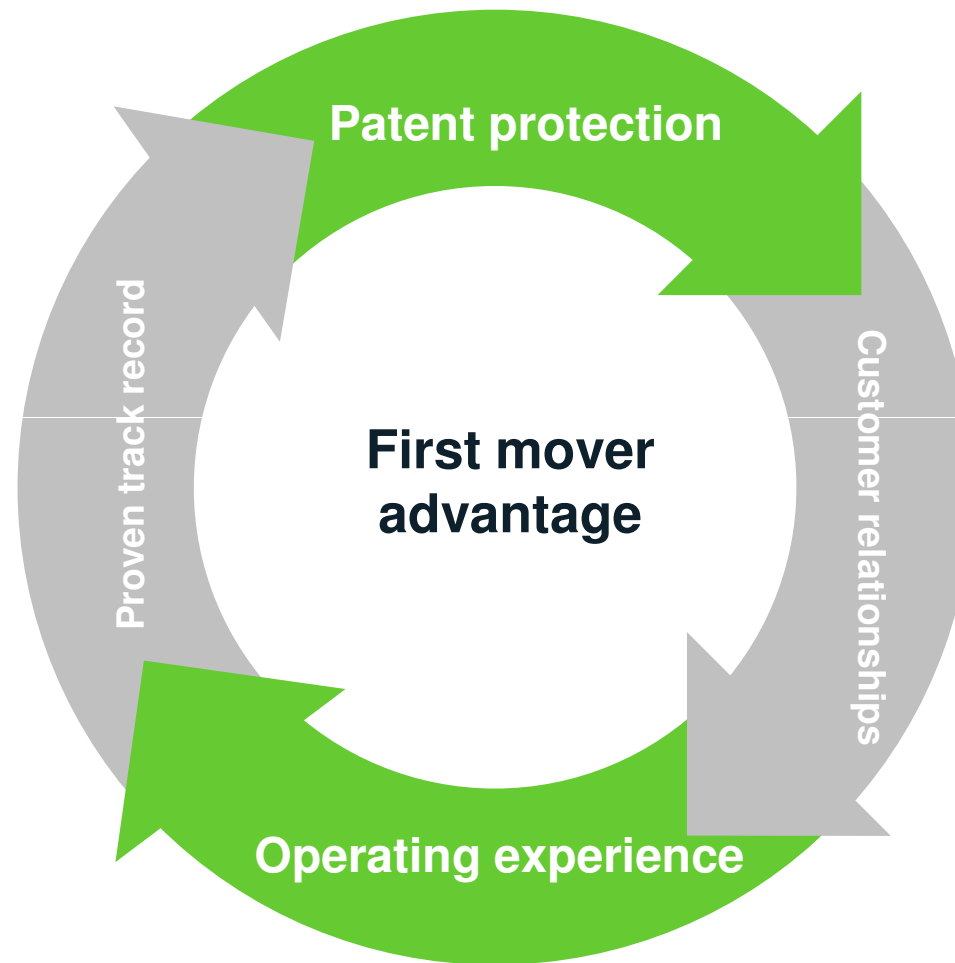 Patent protection
Customer relationships
Operating experience
Proven track record
First mover
advantage